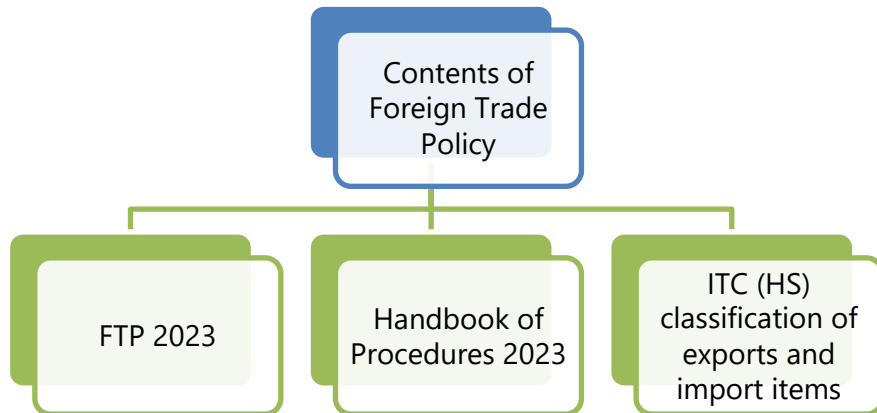 Contents of
Foreign Trade
Policy
FTP 2023
Handbook of
Procedures 2023
ITC (HS)
classification of
exports and
import items